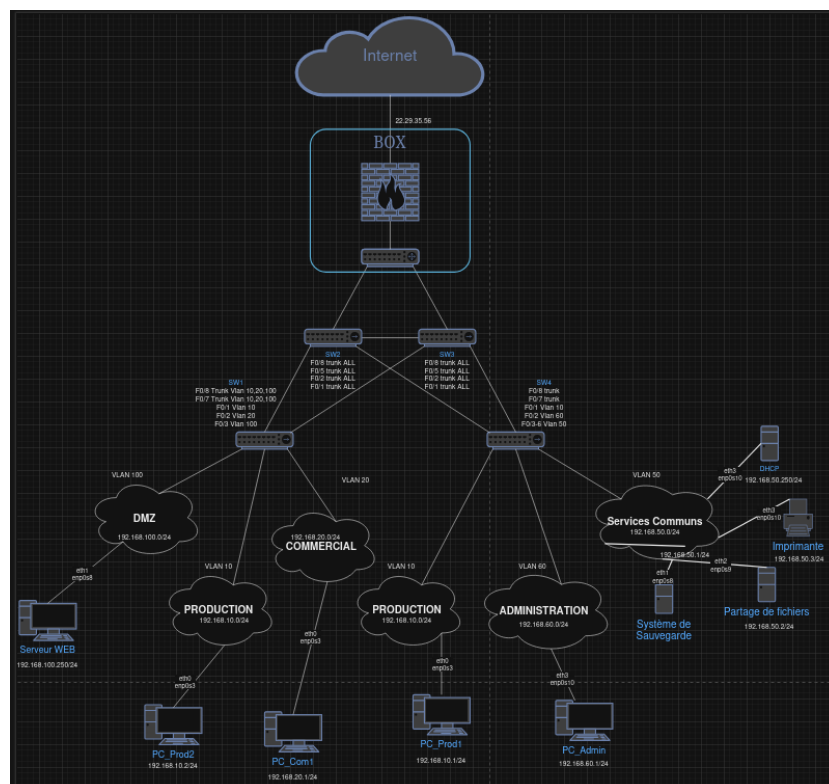 Internet
22.29.35.56
BOX
SW2
F0/8 trunk ALL
F0/5 trunk ALL
F0/2 trunk ALL
F0/1 trunk ALL
SW3
F0/8 trunk ALL
F0/5 trunk ALL
F0/2 trunk ALL
F0/1 trunk ALL
SW1
F0/8 Trunk Vlan 10,20,100
F0/7 Trunk Vlan 10,20,100
F0/1 Vlan 10
F0/2 Vlan 20
F0/3 Vlan 100
SW4
F0/8 trunk
F0/7 trunk
F0/1 Vlan 10
F0/2 Vlan 60
F0/3-6 Vlan 50
VLAN 100
VLAN 20
VLAN 50
eth3
enp0s10
DHCP
192.168.50.250/24
DMZ
192.168.100.0/24
192.168.20.0/24
COMMERCIAL
Services Communs
192.168.50.0/24
192.168.50.1/24
eth3
enp0s10
Imprimante
192.168.50.3/24
eth1
enp0s8
VLAN 10
VLAN 10
VLAN 60
eth1
enp0s8
eth2
enp0s9
PRODUCTION
192.168.10.0/24
PRODUCTION
192.168.10.0/24
ADMINISTRATION
192.168.60.0/24
Système de
Sauvegarde
Partage de fichiers
192.168.50.2/24
Serveur WEB
192.168.100.250/24
eth0
enp0s3
eth0
enp0s3
eth0
enp0s3
eth3
enp0s10
PC_Prod2
192.168.10.2/24
PC_Com1
192.168.20.1/24
PC_Prod1
192.168.10.1/24
PC_Admin
192.168.60.1/24